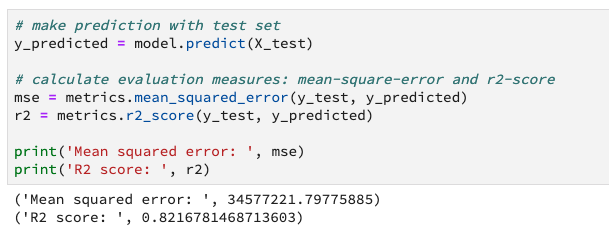 # make prediction with test set
y_predicted = model.predict(X_test)
# calculate evaluation measures: mean-square-error and r2-score
mse = metrics.mean_squared_error(y_test, y_predicted)
r2 = metrics.r2_score(y_test, y_predicted)
print('Mean squared error: ', mse)
print('R2 score: ', r2)
('Mean squared error: ', 34577221.79775885)
('R2 score: ', 0.8216781468713603)